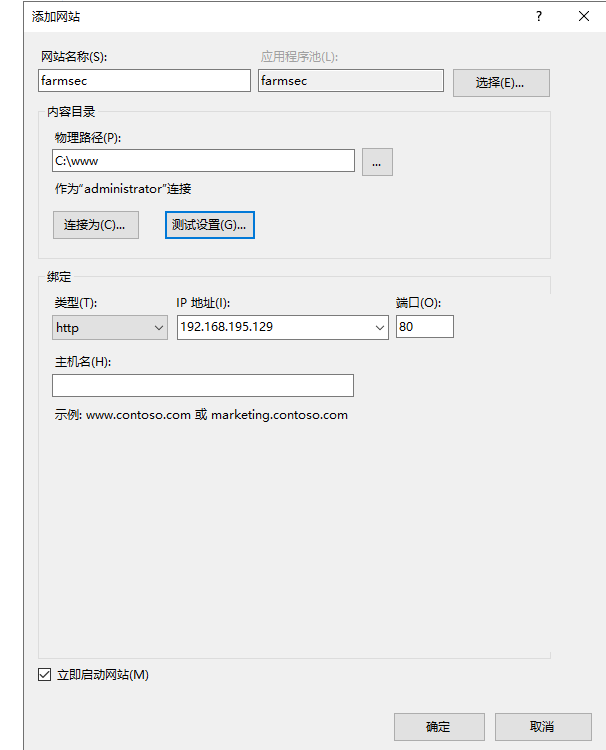 添加网站 ?
网站名称(S): 应用程序池(L):
farmsec farmsec 选择(E)...
内容目录
物理路径(P):
C:\www ...
作为“administrator”连接
连接为(C)... 测试设置(G)...
绑定
类型(T): IP 地址(I): 端口(O):
http 192.168.195.129 80
主机名(H):
示例: www.contoso.com 或 marketing.contoso.com
立即启动网站(M)
确定 取消